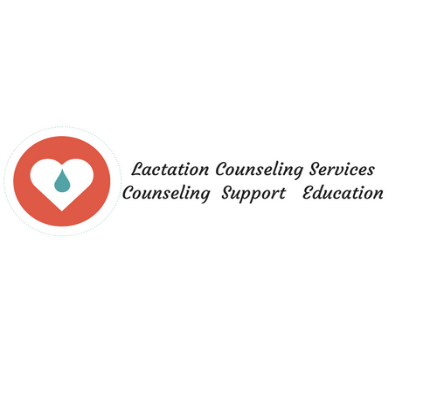 Lactation Counseling Services
Counseling Support Education